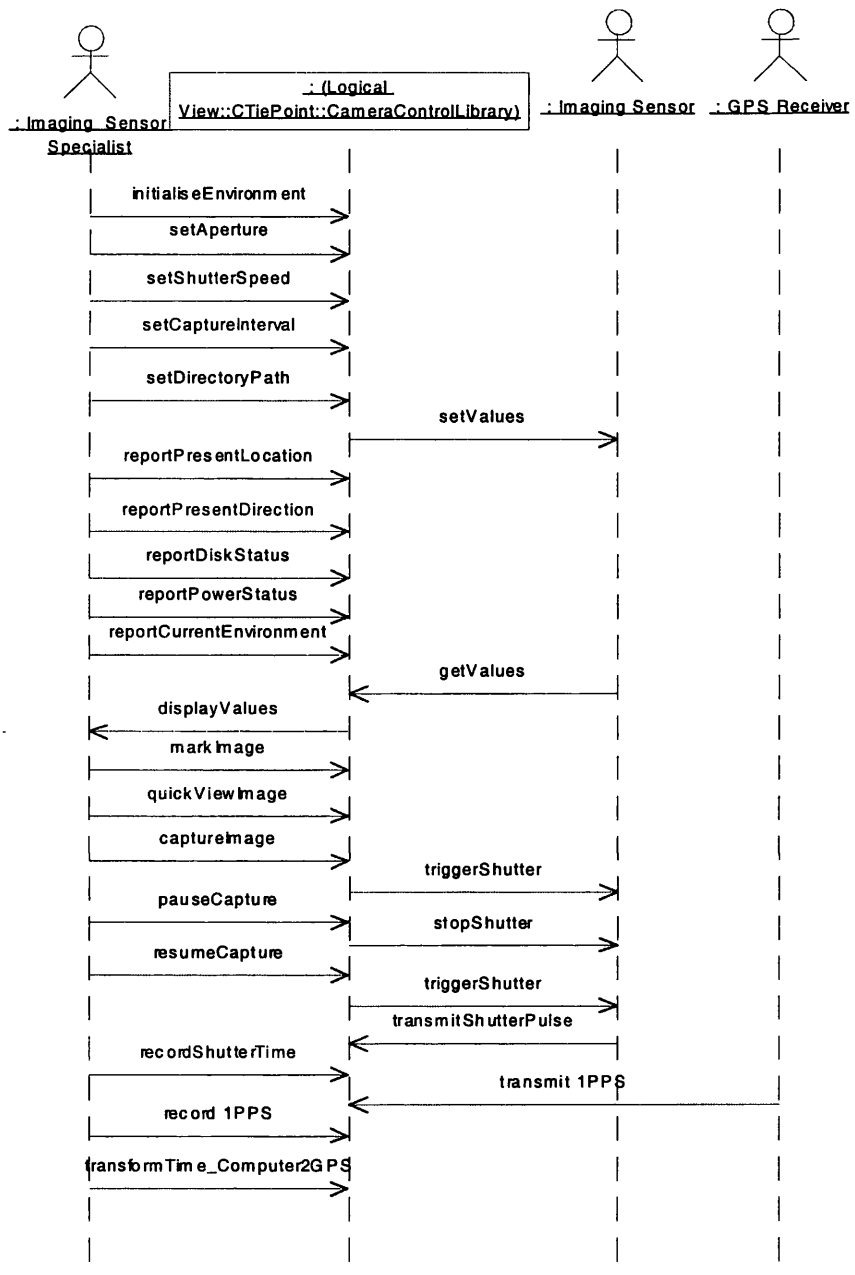 : (Logical
View::CTiePoint::CameraControlLibrary)
: Imaging Sensor
: GPS Receiver
: Imaging Sensor
Specialist
initialiseEnvironment
setAperture
setShutterSpeed
setCaptureInterval
setDirectoryPath
setValues
reportPresentLocation
reportPresentDirection
reportDiskStatus
reportPowerStatus
reportCurrentEnvironment
getValues
displayValues
markImage
quickViewImage
captureImage
triggerShutter
pauseCapture
stopShutter
resumeCapture
triggerShutter
transmitShutterPulse
recordShutterTime
transmit 1PPS
record 1PPS
transformTime_Computer2GPS